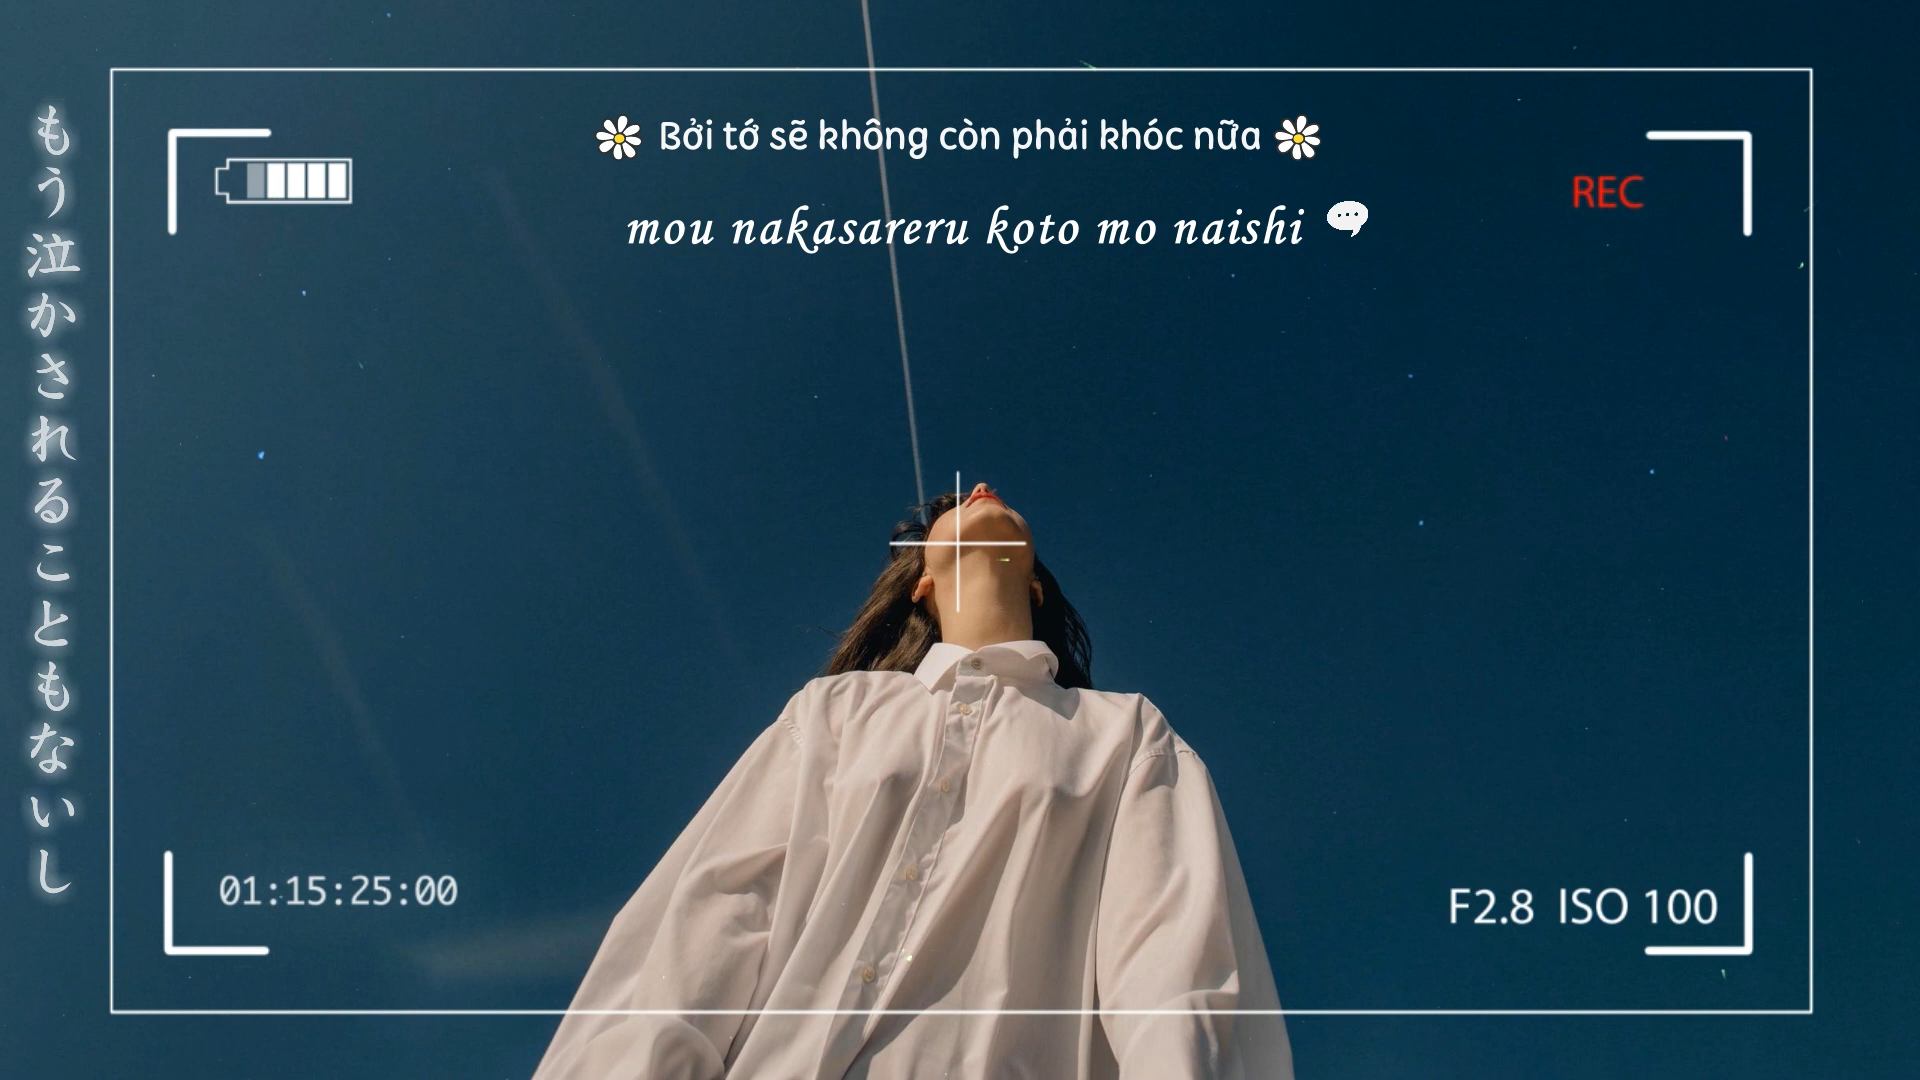 もう泣かされることもないし
Bởi tớ sẽ không còn phải khóc nữa
mou nakasareru koto mo naishi
REC
01:15:25:00
F2.8 ISO 100